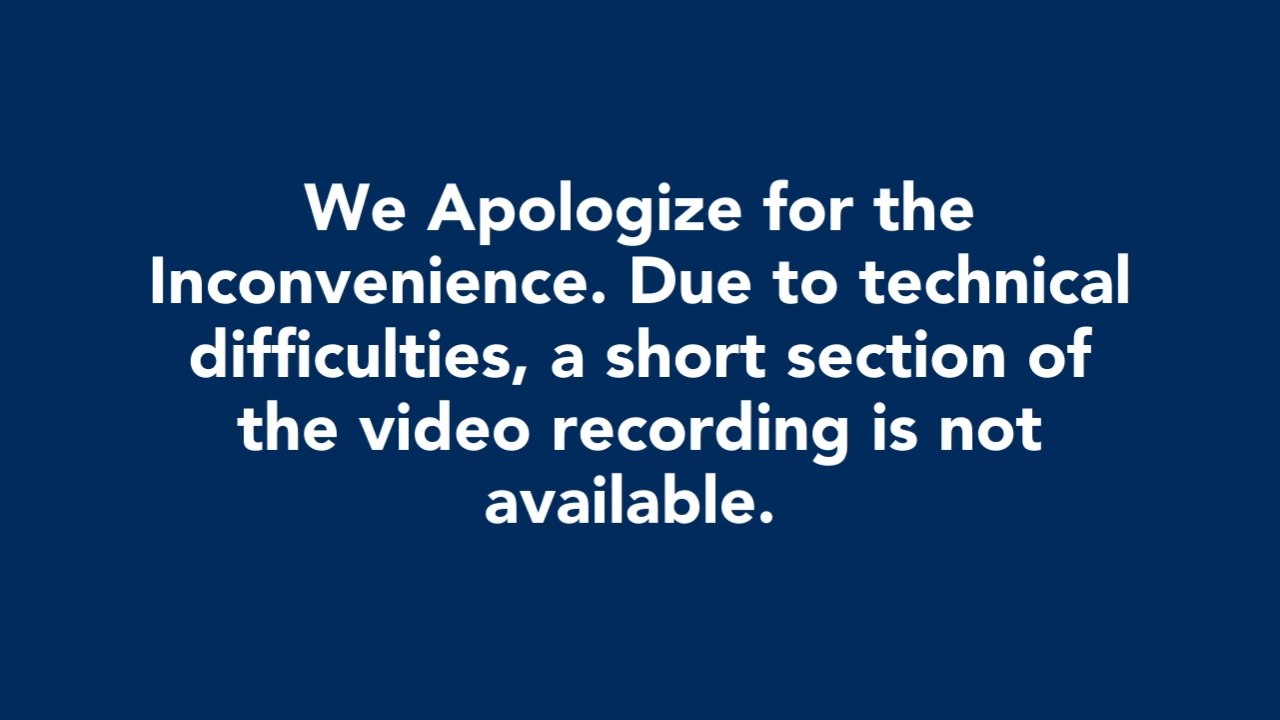 We Apologize for the
Inconvenience. Due to technical
difficulties, a short section of
the video recording is not
available.